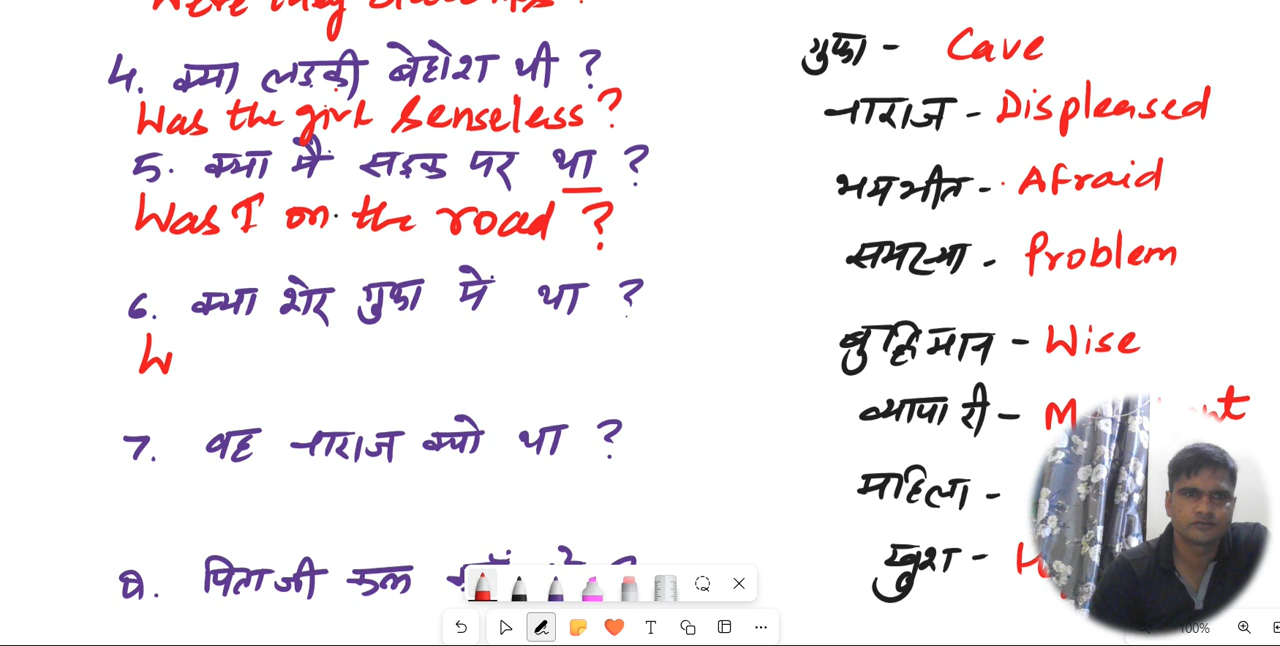 4. क्या लड़की बेहोश थी ?
Was the girl Senseless ?
5. क्या मै सड़क पर था ?
Was I on the road ?
6. क्या शेर गुफा में था ?
W
7. वह नाराज क्यो था ?
8. पिताजी कल
गुफा - Cave
नाराज - Displeased
भयभीत - Afraid
समस्या - Problem
बुद्धिमान - Wise
व्यापारी -
महिला -
खुश - H
100%